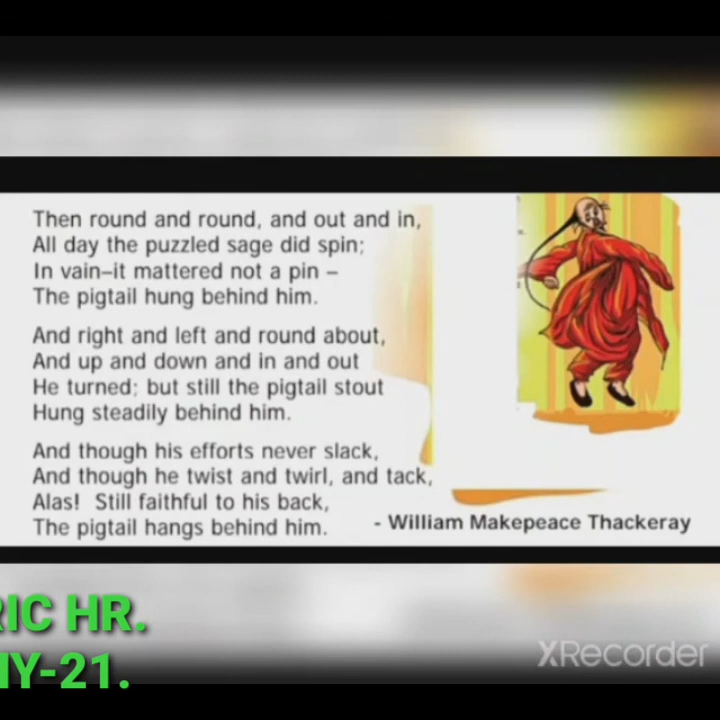 Then round and round, and out and in,
All day the puzzled sage did spin;
In vain–it mattered not a pin –
The pigtail hung behind him.
And right and left and round about,
And up and down and in and out
He turned; but still the pigtail stout
Hung steadily behind him.
And though his efforts never slack,
And though he twist and twirl, and tack,
Alas! Still faithful to his back,
The pigtail hangs behind him.
- William Makepeace Thackeray
RIC HR.
IY-21.
XRecorder